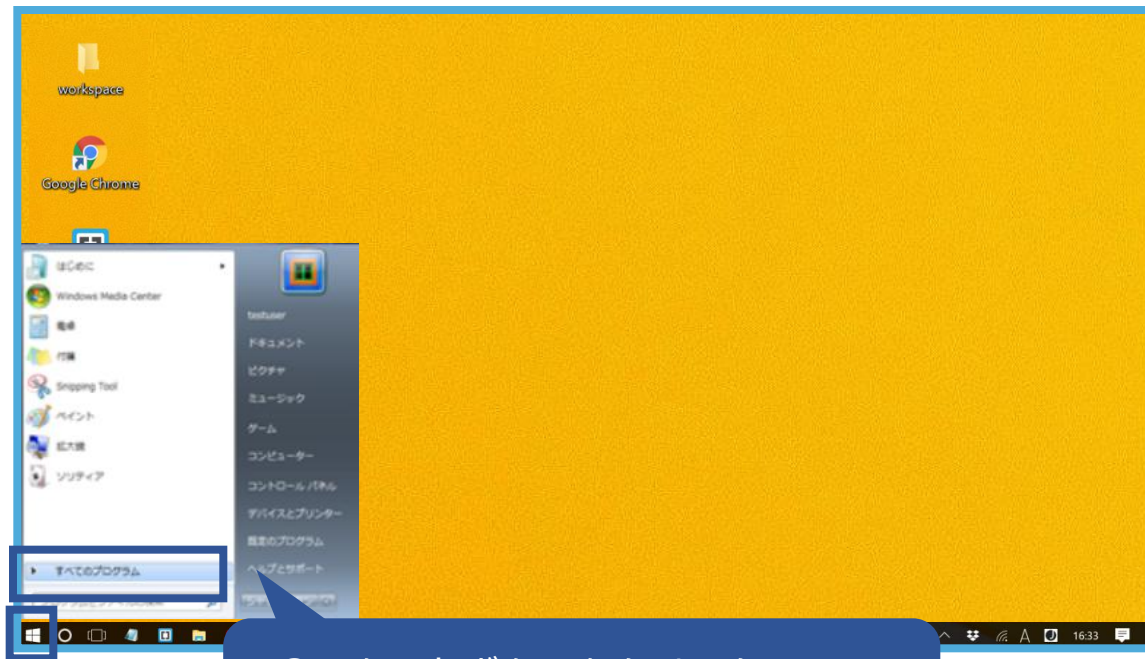 workspace
Google Chrome
はじめに
Windows Media Center
電卓
付箋
Snipping Tool
ペイント
拡大鏡
ソリティア
すべてのプログラム
testuser
ドキュメント
ピクチャ
ミュージック
ゲーム
コンピューター
コントロール パネル
デバイスとプリンター
既定のプログラム
ヘルプとサポート
A
16:33